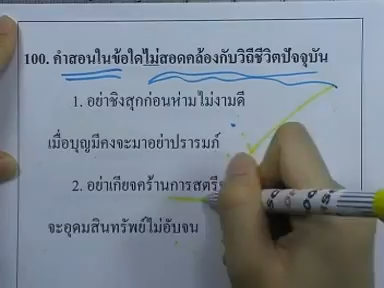 100. คำสอนในข้อใดไม่สอดคล้องกับวิถีชีวิตปัจจุบัน
1. อย่าชิงสุกก่อนห่ามไม่งามดี
เมื่อบุญมีคงจะมาอย่าปรารมภ์
2. อย่าเกียจคร้านการสตรี
จะอุดมสินทรัพย์ไม่อับจน